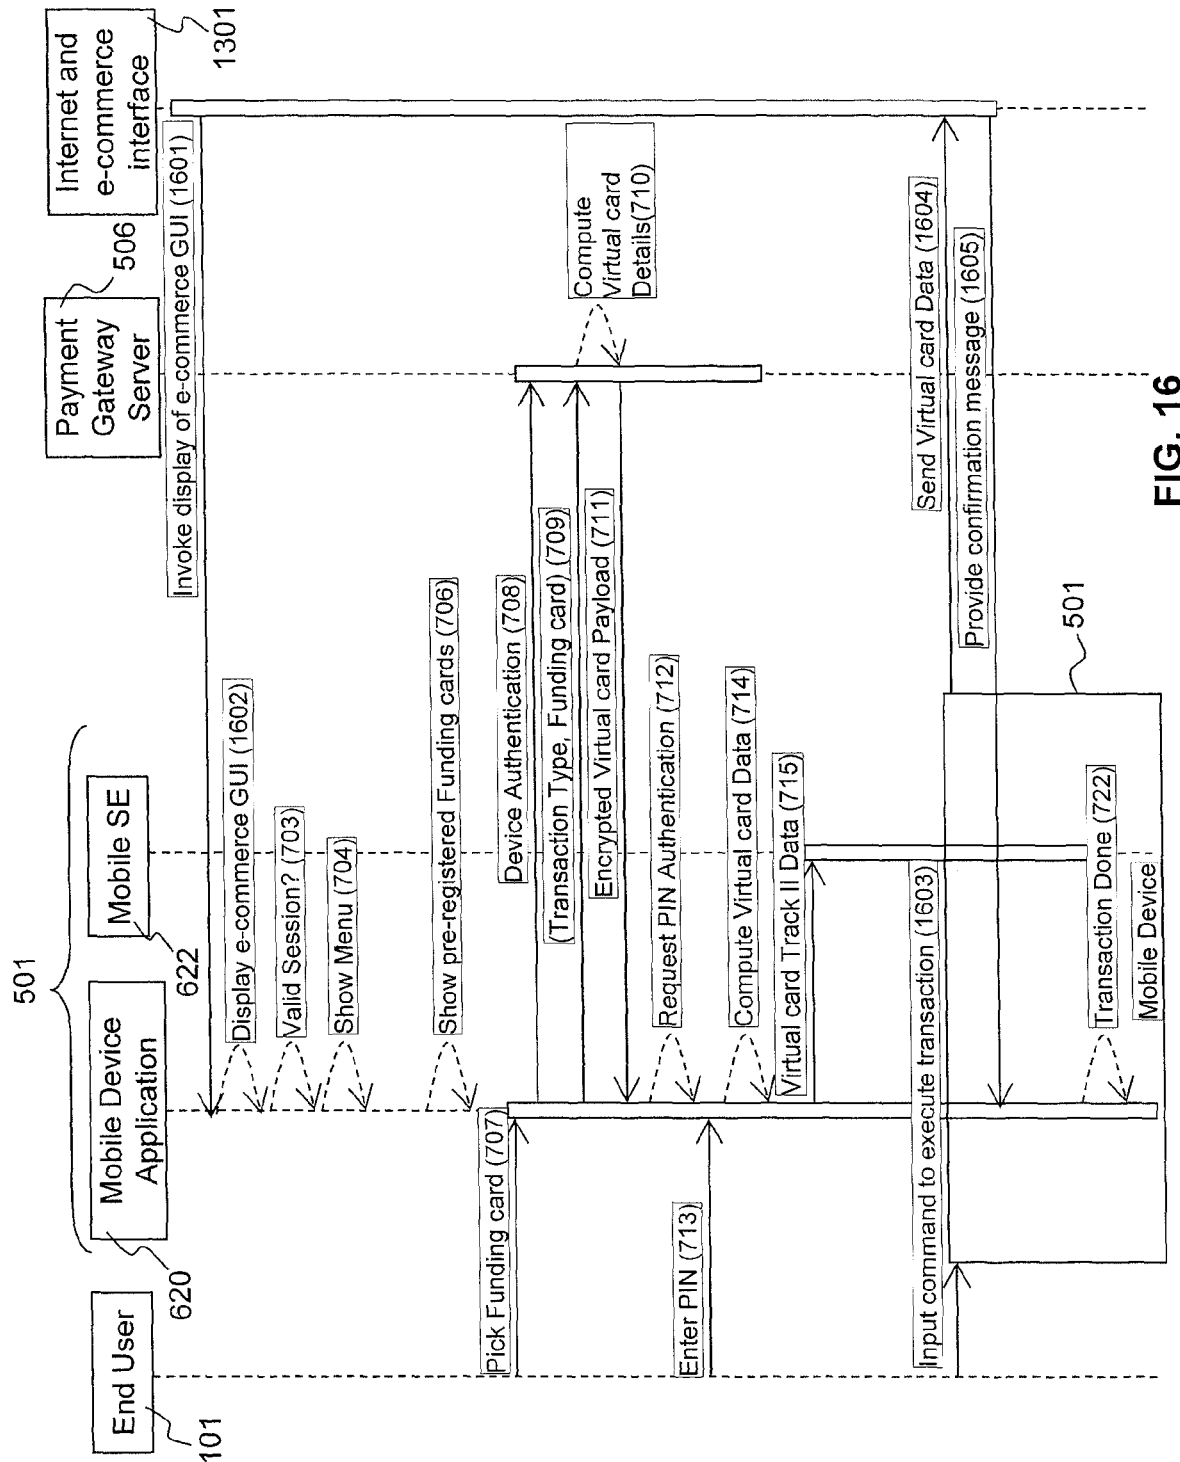 501
End User
101
Mobile Device
Application
620
Mobile SE
622
Payment
Gateway
Server
506
Internet and
e-commerce
interface
1301
Invoke display of e-commerce GUI (1601)
Display e-commerce GUI (1602)
Valid Session? (703)
Show Menu (704)
Show pre-registered Funding cards (706)
Pick Funding card (707)
Device Authentication (708)
(Transaction Type, Funding card) (709)
Compute
Virtual card
Details(710)
Encrypted Virtual card Payload (711)
Request PIN Authentication (712)
Enter PIN (713)
Compute Virtual card Data (714)
Virtual card Track II Data (715)
Input command to execute transaction (1603)
Send Virtual card Data (1604)
Provide confirmation message (1605)
501
Transaction Done (722)
Mobile Device
FIG. 16